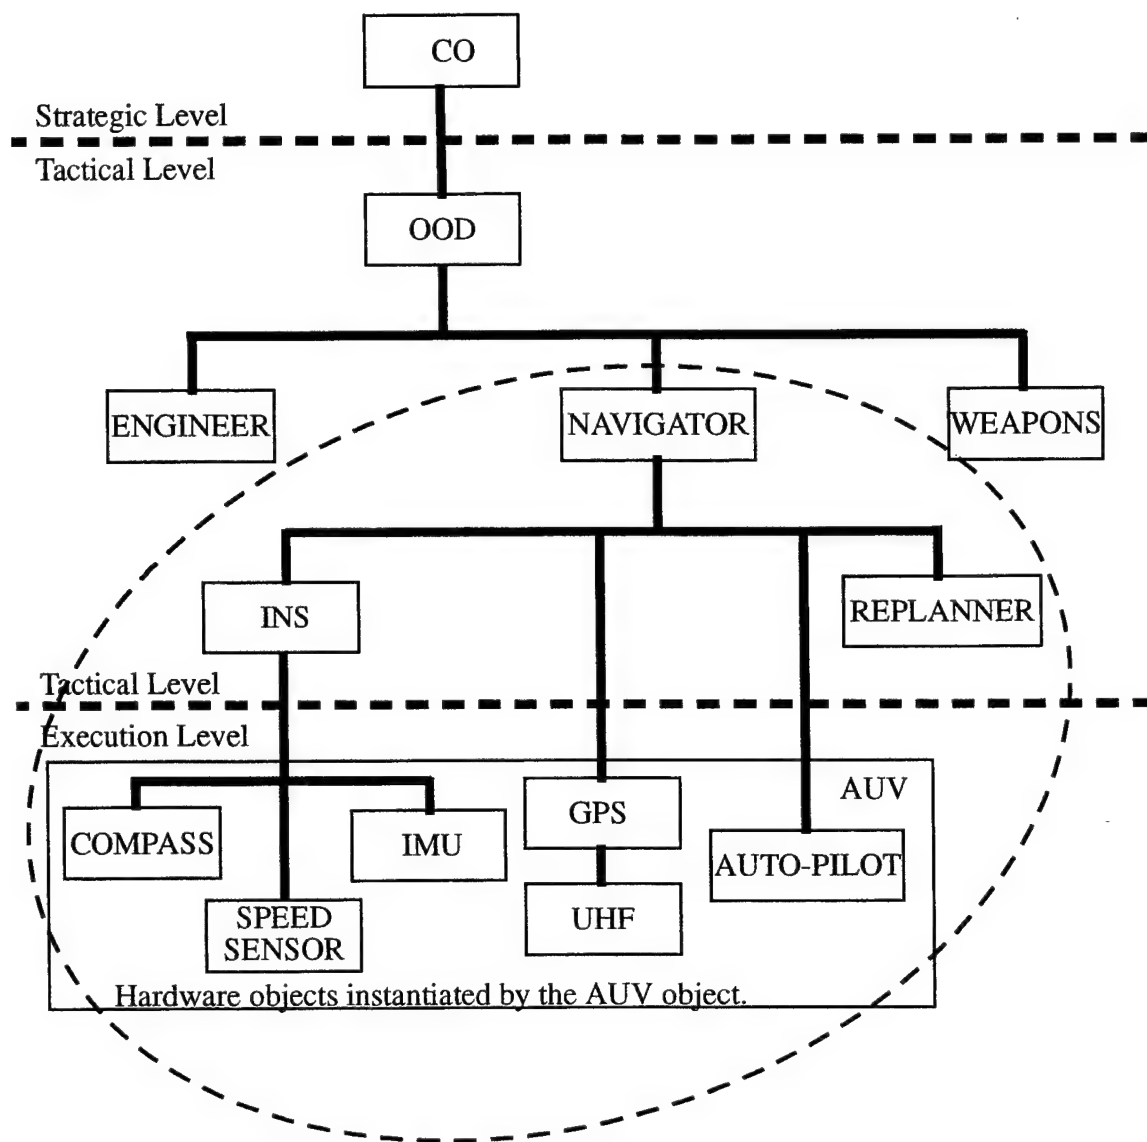 CO
Strategic Level
Tactical Level
OOD
ENGINEER
NAVIGATOR
WEAPONS
INS
REPLANNER
Tactical Level
Execution Level
AUV
GPS
COMPASS
IMU
AUTO-PILOT
SPEED
SENSOR
UHF
Hardware objects instantiated by the AUV object.